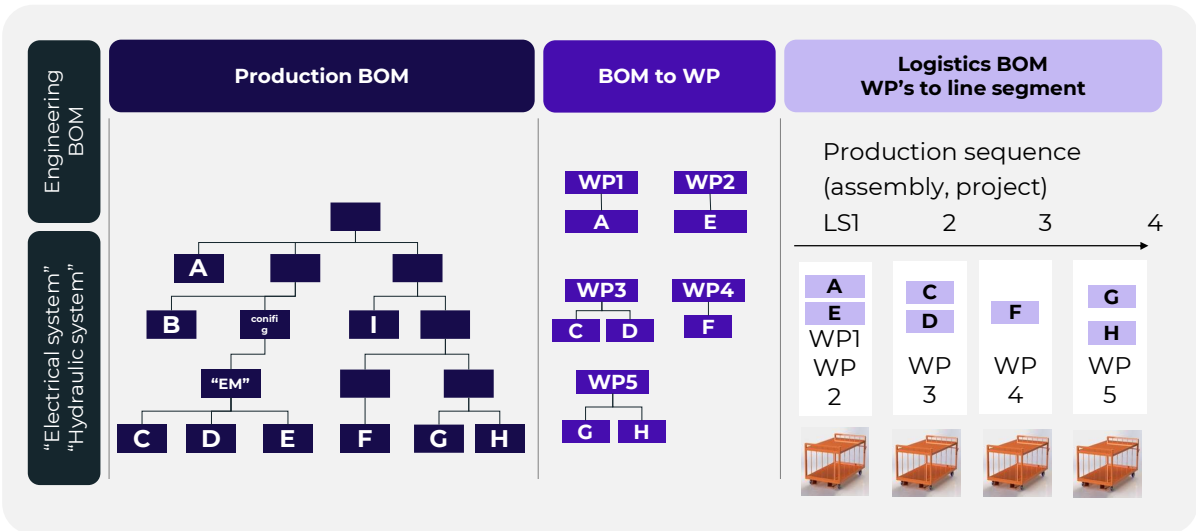 Engineering
BOM
"Electrical system"
"Hydraulic system"
Production BOM
A
B
conifi
g
I
"EM"
C
D
E
F
G
H
BOM to WP
WP1
A
WP2
E
WP3
C
D
WP4
F
WP5
G
H
Logistics BOM
WP's to line segment
Production sequence
(assembly, project)
LS1 2 3 4
A
E
WP1
WP
2
C
D
WP
3
F
WP
4
G
H
WP
5